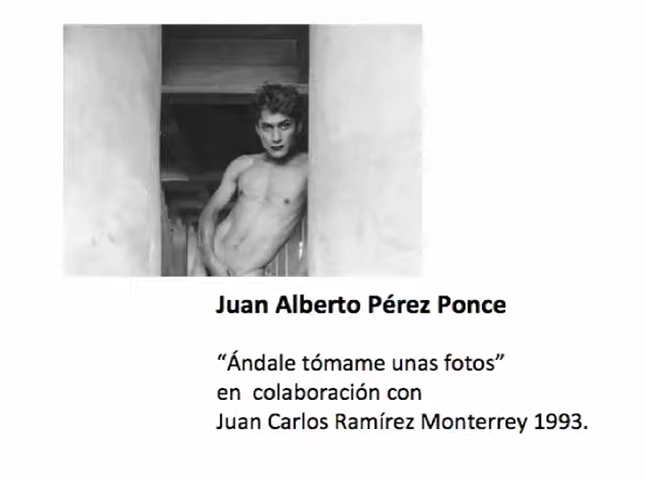 Juan Alberto Pérez Ponce
“Ándale tómame unas fotos”
en colaboración con
Juan Carlos Ramírez Monterrey 1993.